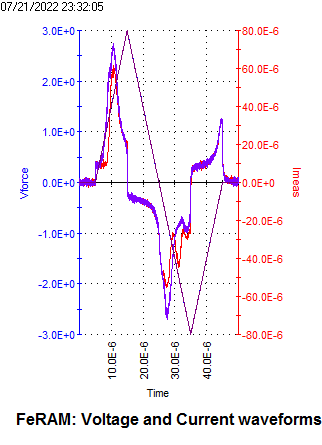 07/21/2022 23:32:05
3.0E+0
2.0E+0
1.0E+0
0.0E+0
-1.0E+0
-2.0E+0
-3.0E+0
Vforce
80.0E-6
60.0E-6
40.0E-6
20.0E-6
0.0E+0
-20.0E-6
-40.0E-6
-60.0E-6
-80.0E-6
Imeas
10.0E-6
20.0E-6
30.0E-6
40.0E-6
Time
FeRAM: Voltage and Current waveforms